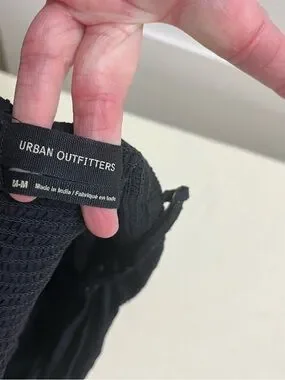 URBAN OUTFITTERS
M-M
Made in India / Fabriqué en Inde